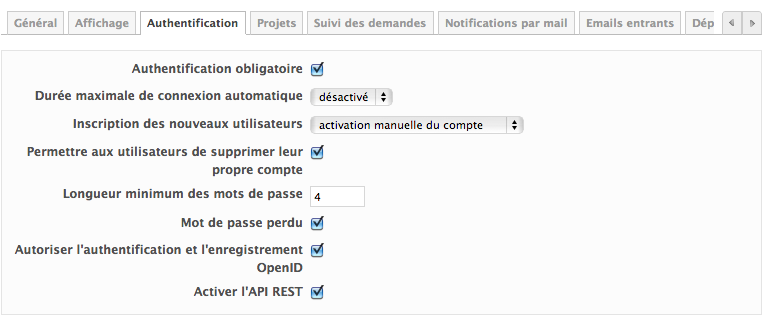 Général Affichage Authentification Projets Suivi des demandes Notifications par mail Emails entrants Dép
Authentification obligatoire
Durée maximale de connexion automatique désactivé
Inscription des nouveaux utilisateurs activation manuelle du compte
Permettre aux utilisateurs de supprimer leur
propre compte
Longueur minimum des mots de passe 4
Mot de passe perdu
Autoriser l'authentification et l'enregistrement
OpenID
Activer l'API REST